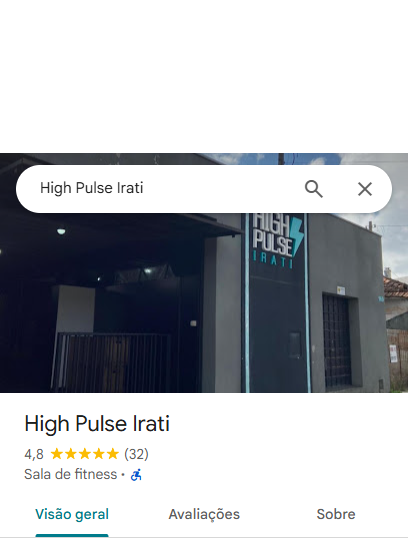 High Pulse Irati
HIGH
PULSE
IRATI
High Pulse Irati
4,8 (32)
Sala de fitness ·
Visão geral
Avaliações
Sobre